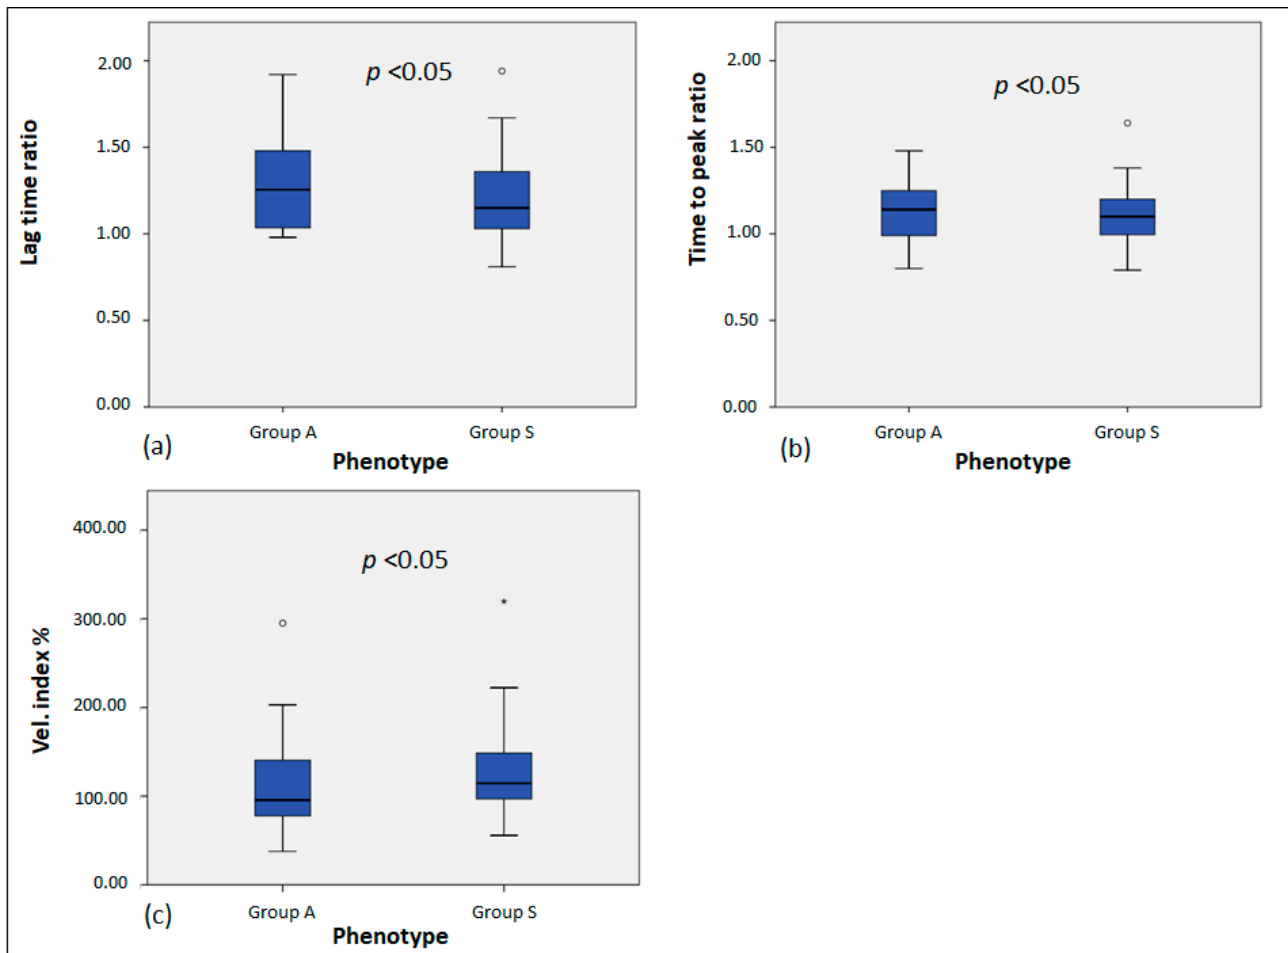 2.00
1.50
1.00
0.50
0.00
Lag time ratio
p <0.05
Group A
Group S
(a)
Phenotype
2.00
1.50
1.00
0.50
0.00
Time to peak ratio
p <0.05
Group A
Group S
(b)
Phenotype
400.00
300.00
200.00
100.00
0.00
Vel. index %
p <0.05
*
Group A
Group S
(c)
Phenotype